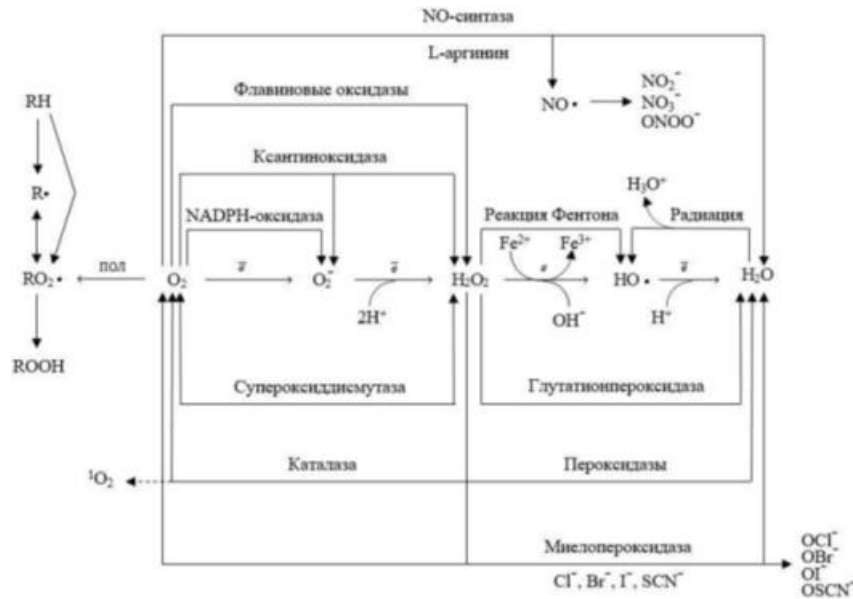 NO-синтаза
L-аргинин
NO• NO₂⁻
NO₃⁻
ONOO⁻
RH
Флавиновые оксидазы
Ксантиноксидаза
R•
H₃O⁺
NADPH-оксидаза Реакция Фентона Радиация
Fe²⁺ Fe³⁺
RO₂• пол O₂ e̅ O₂⁻ e̅ H₂O₂ e HO• e̅ H₂O
2H⁺ OH⁻ H⁺
ROOH
Супероксиддисмутаза Глутатионпероксидаза
¹O₂ Каталаза Пероксидазы
Миелопероксидаза
Cl⁻, Br⁻, I⁻, SCN⁻
OCl⁻
OBr⁻
OI⁻
OSCN⁻